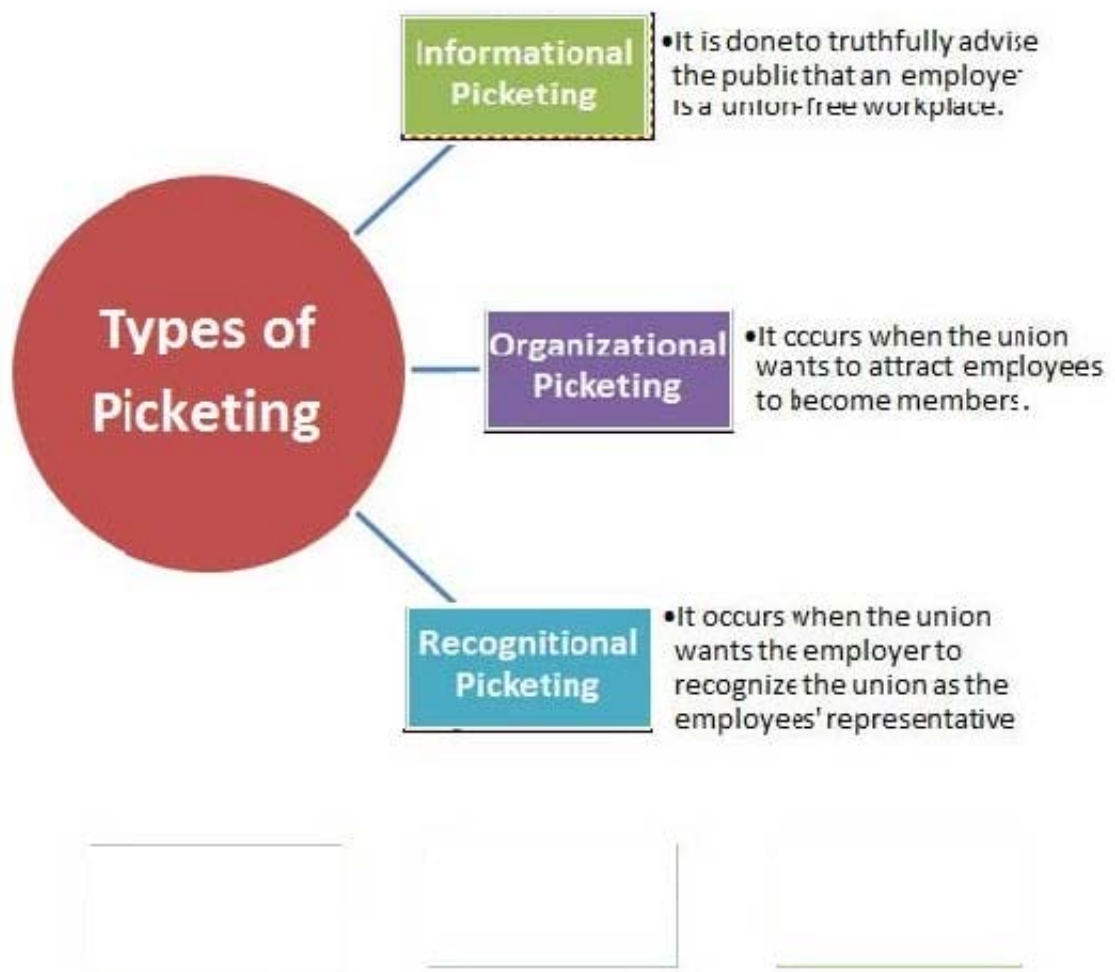 Informational
Picketing
•It is doneto truthfully advise
the public that an employer
is a union-free workplace.
Types of
Picketing
Organizational
Picketing
•It occurs when the union
wants to attract employees
to become members.
Recognitional
Picketing
•It occurs when the union
wants the employer to
recognize the union as the
employees' representative